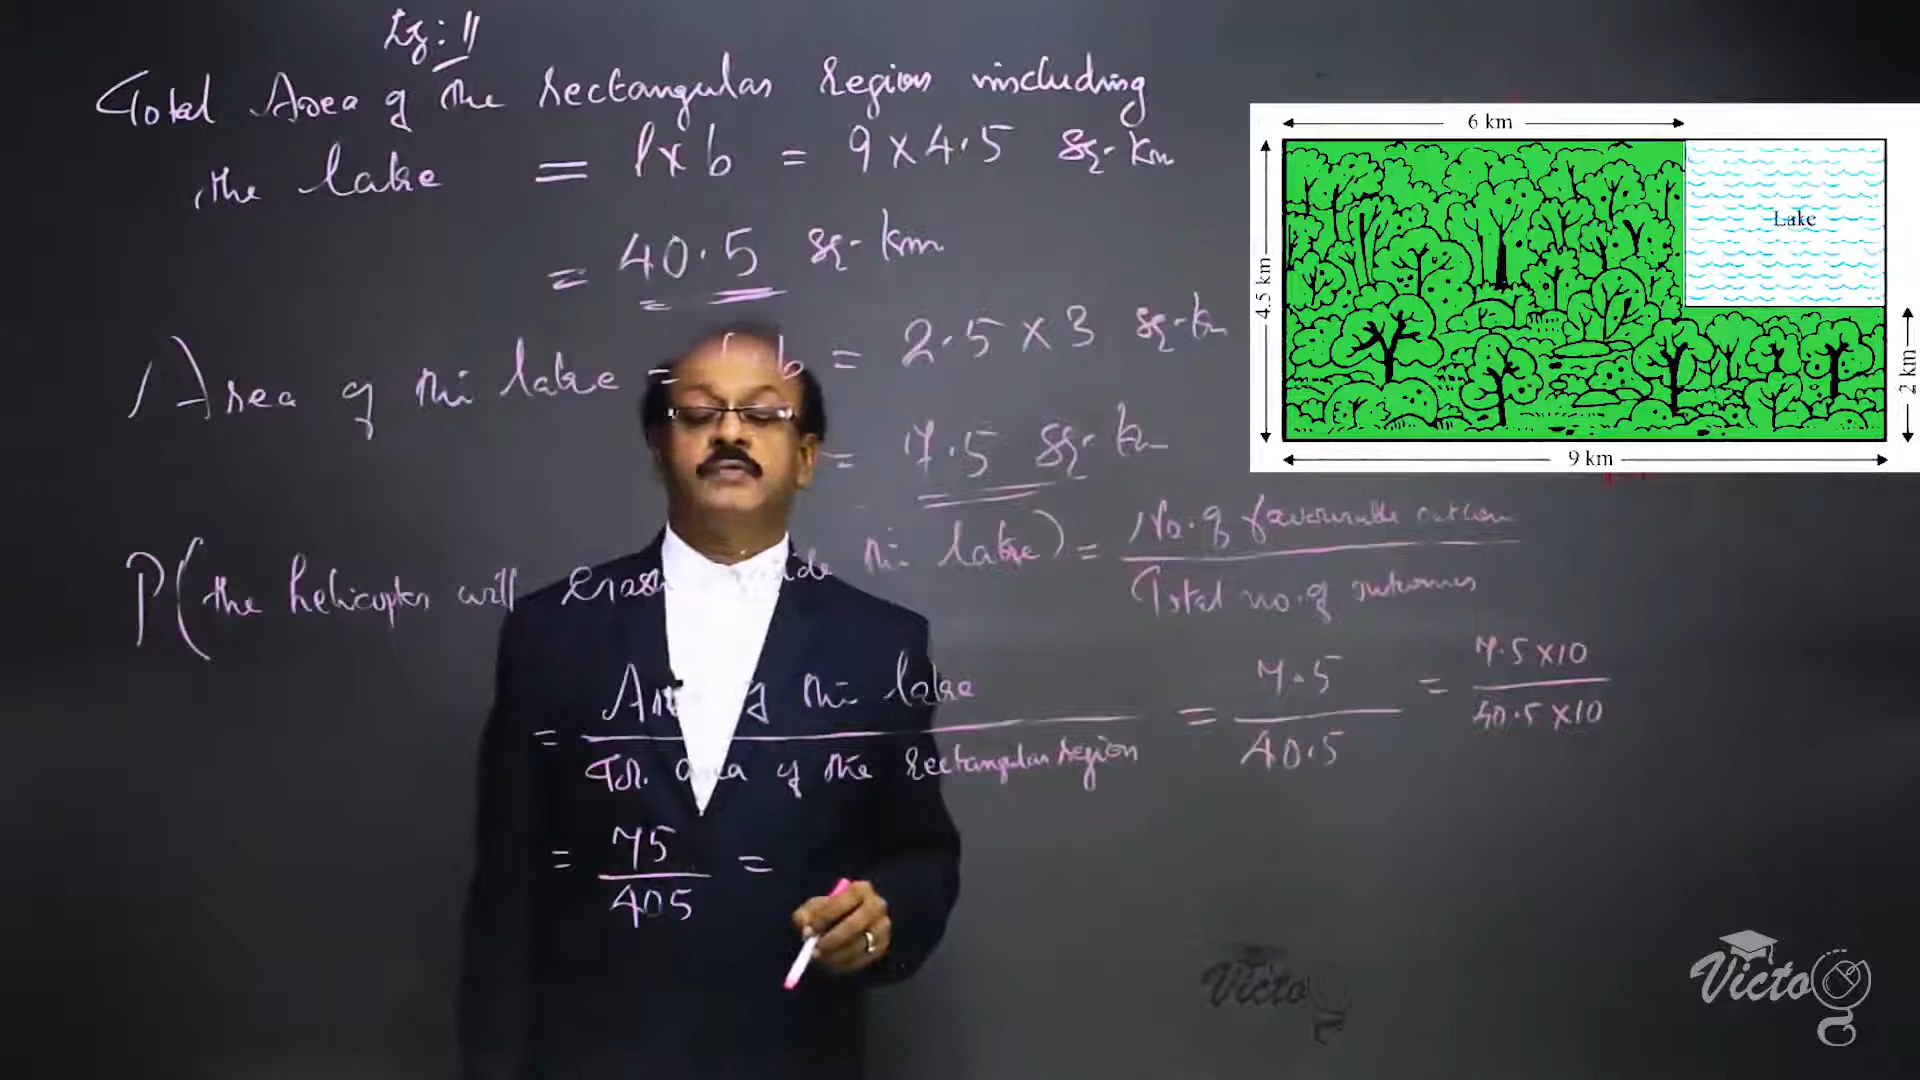 Eg: 11
Total Area of the rectangular region including
the lake = l x b = 9 x 4.5 sq. km
= 40.5 sq. km
Area of the lake = b = 2.5 x 3 sq. km
= 7.5 sq. km
P(the helicopter will crash inside the lake) = No. of favourable outcome
Total no. of outcomes
= Area of the lake
Tot. area of the rectangular region
= 7.5
40.5
= 7.5 x 10
40.5 x 10
= 75
405
=
6 km
4.5 km
Lake
2 km
9 km
Victo
Victo